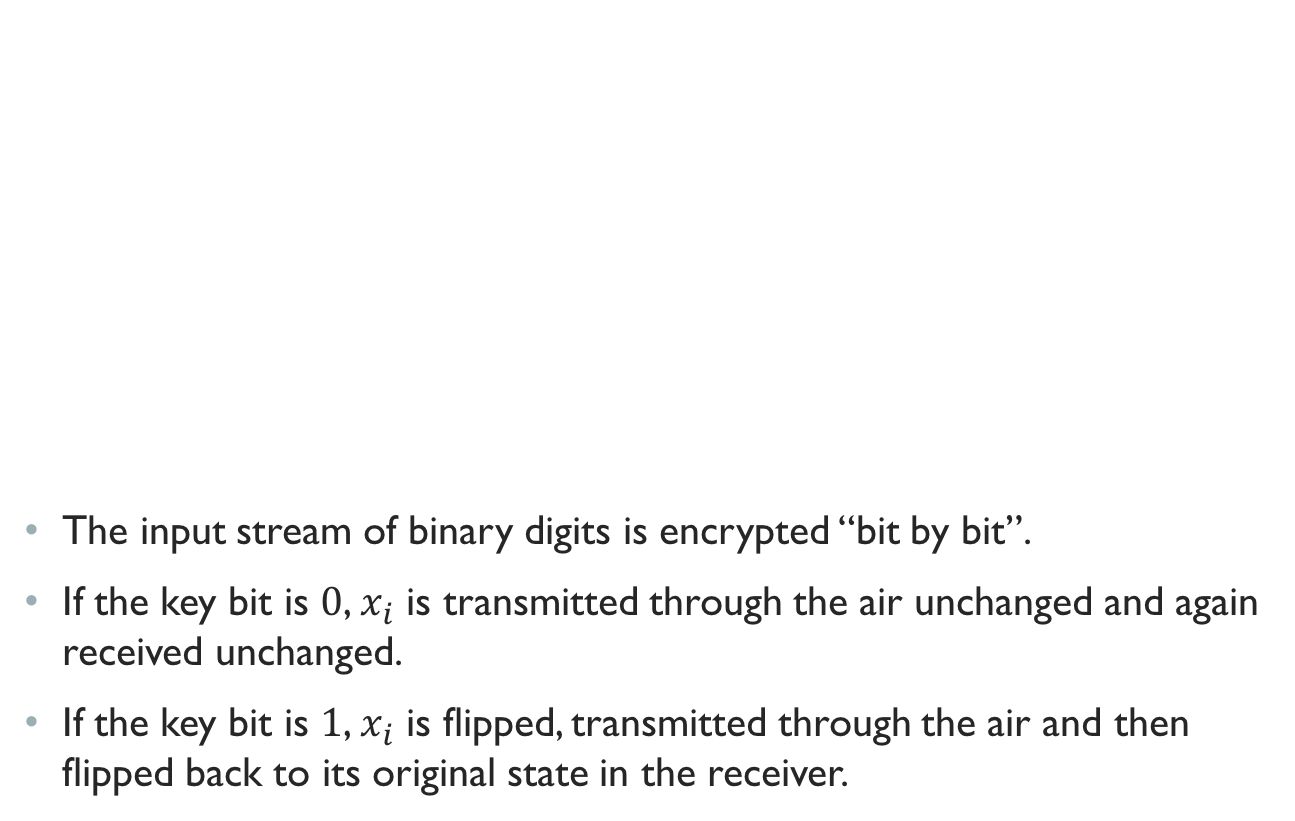 • The input stream of binary digits is encrypted “bit by bit”.
• If the key bit is 0, xᵢ is transmitted through the air unchanged and again
received unchanged.
• If the key bit is 1, xᵢ is flipped, transmitted through the air and then
flipped back to its original state in the receiver.